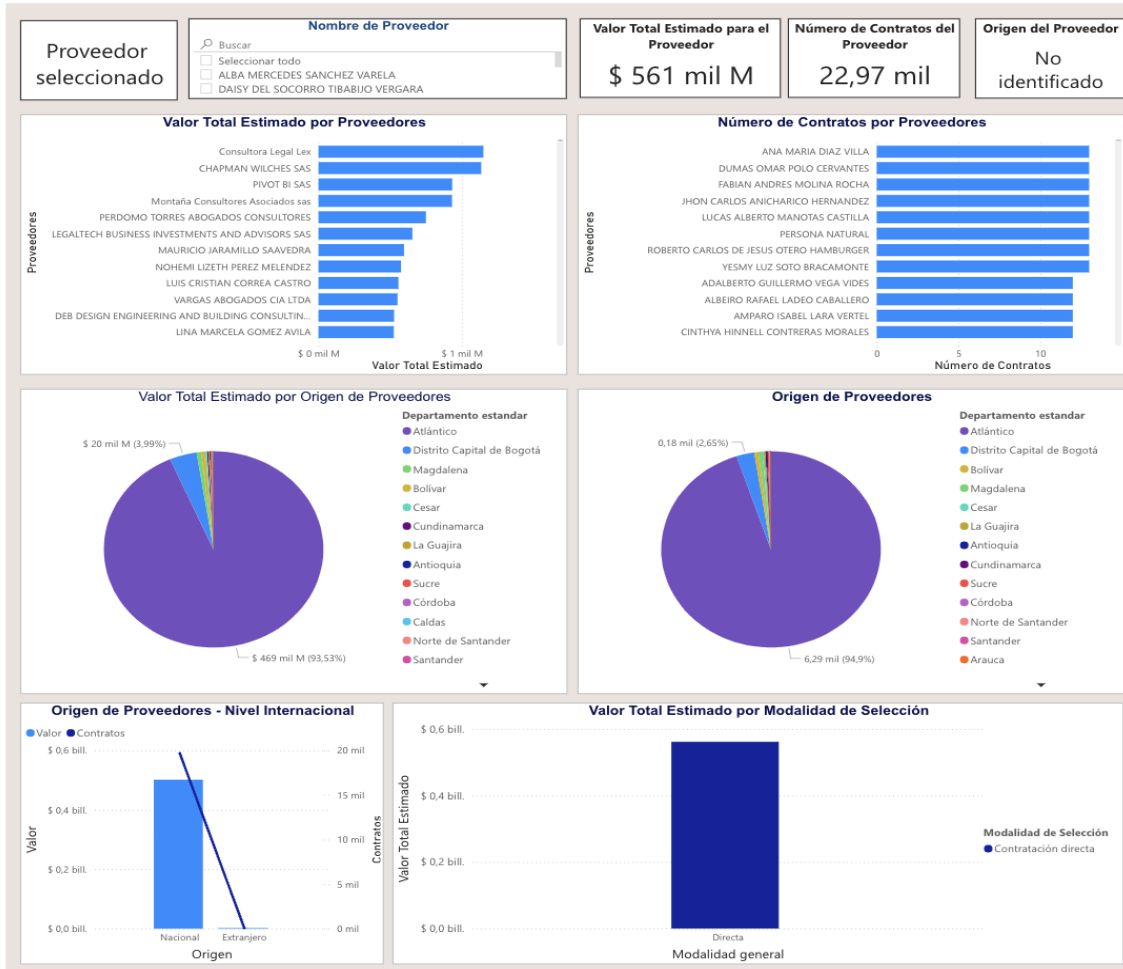 Proveedor
seleccionado
Nombre de Proveedor
Buscar
Seleccionar todo
ALBA MERCEDES SANCHEZ VARELA
DAISY DEL SOCORRO TIBABIJO VERGARA
Valor Total Estimado para el
Proveedor
$ 561 mil M
Número de Contratos del
Proveedor
22,97 mil
Origen del Proveedor
No
identificado
Valor Total Estimado por Proveedores
Proveedores
Consultora Legal Lex
CHAPMAN WILCHES SAS
PIVOT BI SAS
Montaña Consultores Asociados sas
PERDOMO TORRES ABOGADOS CONSULTORES
LEGALTECH BUSINESS INVESTMENTS AND ADVISORS SAS
MAURICIO JARAMILLO SAAVEDRA
NOHEMI LIZETH PEREZ MELENDEZ
LUIS CRISTIAN CORREA CASTRO
VARGAS ABOGADOS CIA LTDA
DEB DESIGN ENGINEERING AND BUILDING CONSULTIN...
LINA MARCELA GOMEZ AVILA
$ 0 mil M $ 1 mil M
Valor Total Estimado
Número de Contratos por Proveedores
Proveedores
ANA MARIA DIAZ VILLA
DUMAS OMAR POLO CERVANTES
FABIAN ANDRES MOLINA ROCHA
JHON CARLOS ANICHARICO HERNANDEZ
LUCAS ALBERTO MANOTAS CASTILLA
PERSONA NATURAL
ROBERTO CARLOS DE JESUS OTERO HAMBURGER
YESMY LUZ SOTO BRACAMONTE
ADALBERTO GUILLERMO VEGA VIDES
ALBEIRO RAFAEL LADEO CABALLERO
AMPARO ISABEL LARA VERTEL
CINTHYA HINNELL CONTRERAS MORALES
0 5 10
Número de Contratos
Valor Total Estimado por Origen de Proveedores
$ 20 mil M (3,99%)
$ 469 mil M (93,53%)
Departamento estandar
Atlántico
Distrito Capital de Bogotá
Magdalena
Bolívar
Cesar
Cundinamarca
La Guajira
Antioquia
Sucre
Córdoba
Caldas
Norte de Santander
Santander
Origen de Proveedores
0,18 mil (2,65%)
6,29 mil (94,9%)
Departamento estandar
Atlántico
Distrito Capital de Bogotá
Bolívar
Magdalena
Cesar
La Guajira
Antioquia
Cundinamarca
Sucre
Córdoba
Norte de Santander
Santander
Arauca
Origen de Proveedores - Nivel Internacional
Valor Contratos
Valor
$ 0,6 bill.
$ 0,4 bill.
$ 0,2 bill.
$ 0,0 bill.
20 mil
15 mil
10 mil
5 mil
0 mil
Contratos
Nacional Extranjero
Origen
Valor Total Estimado por Modalidad de Selección
Valor Total Estimado
$ 0,6 bill.
$ 0,4 bill.
$ 0,2 bill.
$ 0,0 bill.
Directa
Modalidad general
Modalidad de Selección
Contratación directa